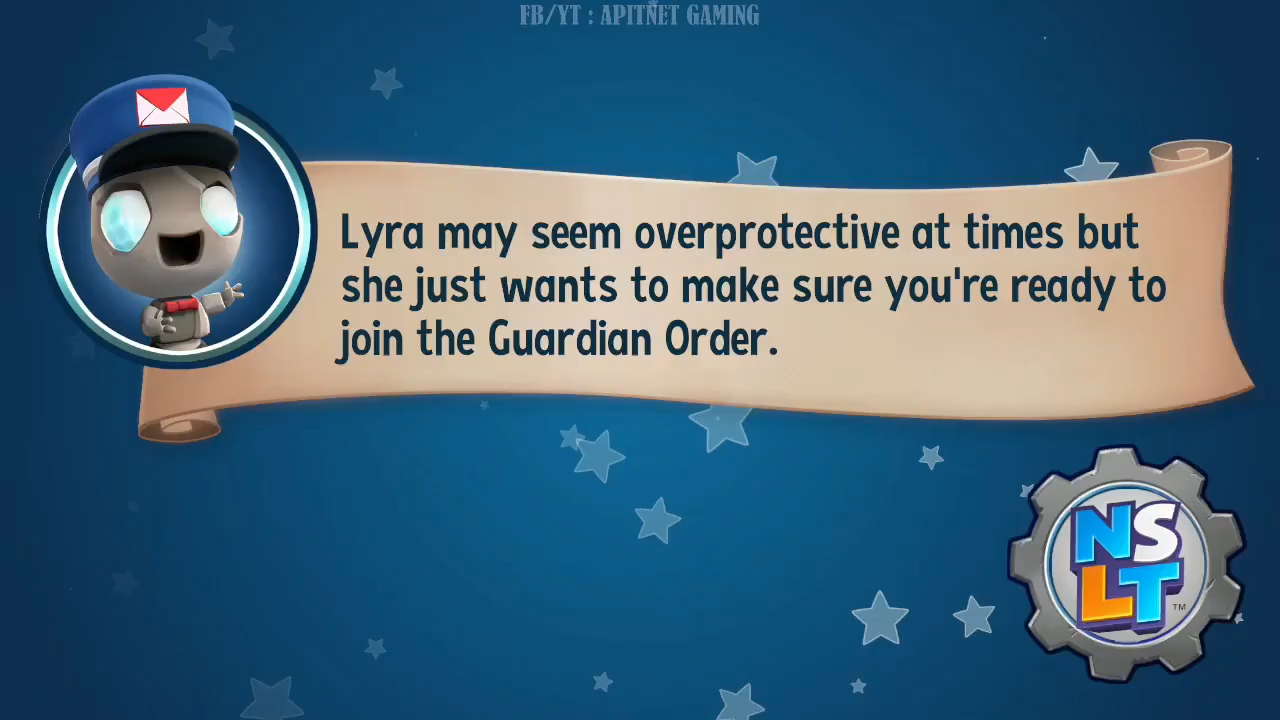 FB/YT : APITNET GAMING
Lyra may seem overprotective at times but
she just wants to make sure you're ready to
join the Guardian Order.
NS
LT
TM